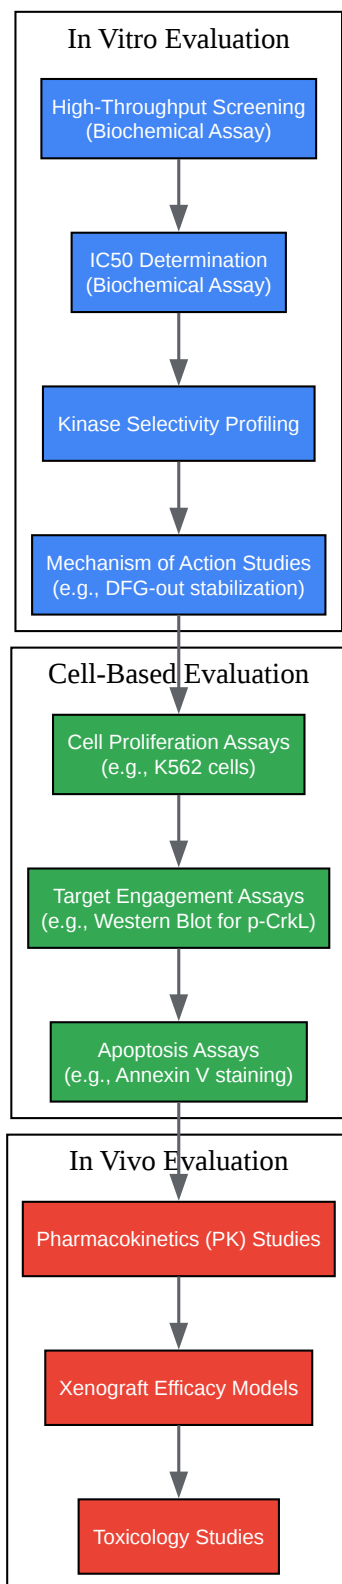 In Vitro Evaluation
High-Throughput Screening
(Biochemical Assay)
IC50 Determination
(Biochemical Assay)
Kinase Selectivity Profiling
Mechanism of Action Studies
(e.g., DFG-out stabilization)
Cell-Based Evaluation
Cell Proliferation Assays
(e.g., K562 cells)
Target Engagement Assays
(e.g., Western Blot for p-CrkL)
Apoptosis Assays
(e.g., Annexin V staining)
In Vivo Evaluation
Pharmacokinetics (PK) Studies
Xenograft Efficacy Models
Toxicology Studies